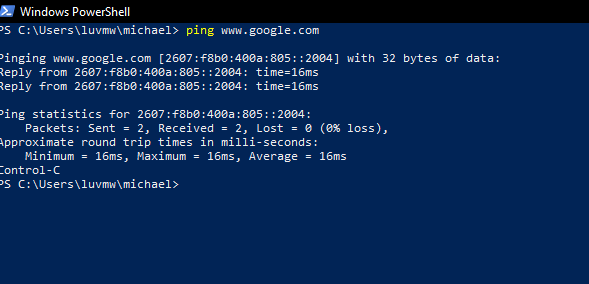 Windows PowerShell
PS C:\Users\luvmw\michael> ping www.google.com
Pinging www.google.com [2607:f8b0:400a:805::2004] with 32 bytes of data:
Reply from 2607:f8b0:400a:805::2004: time=16ms
Reply from 2607:f8b0:400a:805::2004: time=16ms
Ping statistics for 2607:f8b0:400a:805::2004:
    Packets: Sent = 2, Received = 2, Lost = 0 (0% loss),
Approximate round trip times in milli-seconds:
    Minimum = 16ms, Maximum = 16ms, Average = 16ms
Control-C
PS C:\Users\luvmw\michael>